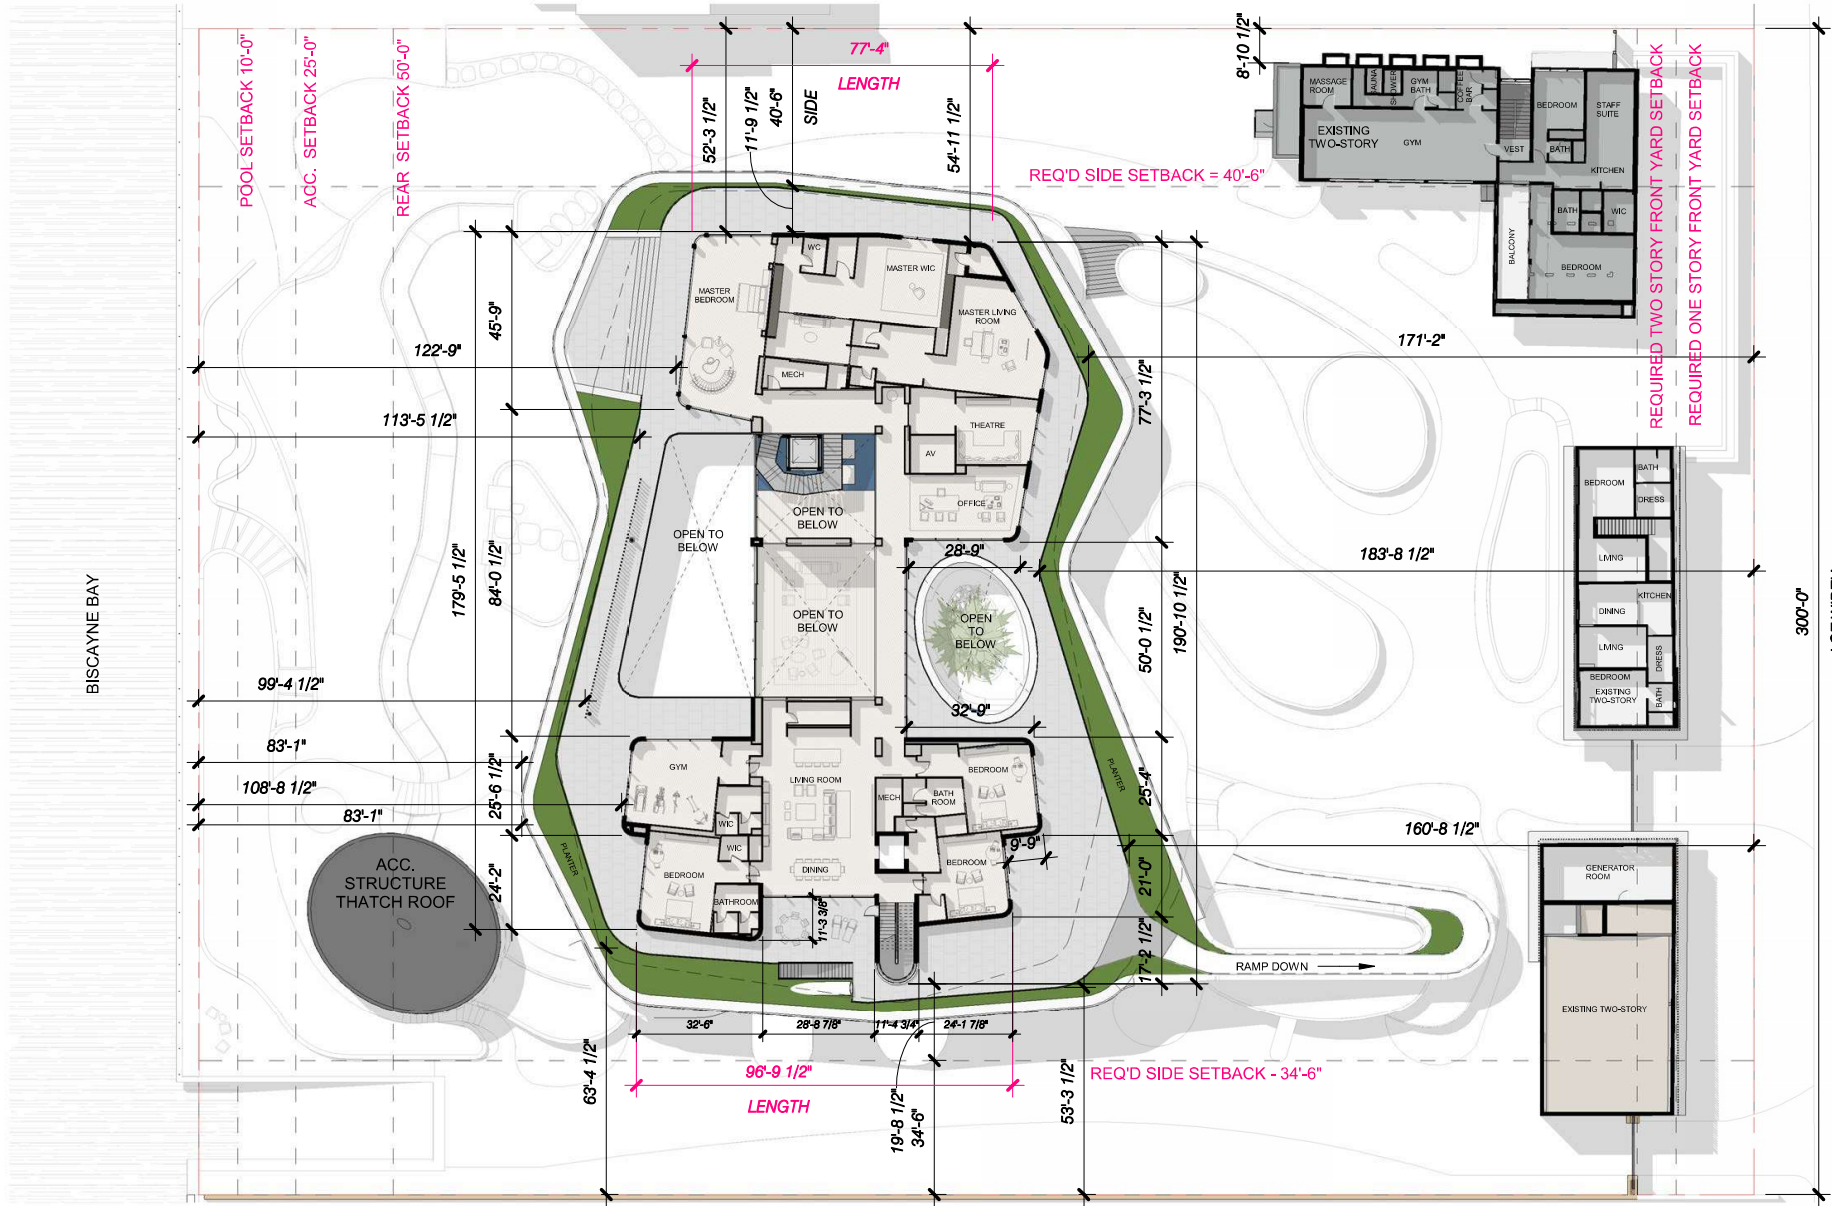 POOL SETBACK 10'-0"
ACC. SETBACK 25'-0"
REAR SETBACK 50'-0"
77'-4"
LENGTH
52'-3 1/2"
11'-9 1/2"
40'-6"
SIDE
54'-11 1/2"
8'-10 1/2"
REQ'D SIDE SETBACK = 40'-6"
REQUIRED TWO STORY FRONT YARD SETBACK
REQUIRED ONE STORY FRONT YARD SETBACK
MASSAGE
ROOM
SAUNA
SHOWER
GYM
BATH
COFFEE
BAR
EXISTING
TWO-STORY
GYM
VEST
BEDROOM
BATH
STAFF
SUITE
KITCHEN
BATH
WIC
BALCONY
BEDROOM
WC
MASTER WIC
MASTER
BEDROOM
MASTER LIVING
ROOM
MECH
THEATRE
AV
OFFICE
45'-9"
122'-9"
113'-5 1/2"
179'-5 1/2"
84'-0 1/2"
OPEN TO
BELOW
OPEN TO
BELOW
OPEN TO
BELOW
OPEN
TO
BELOW
28'-9"
32'-9"
77'-3 1/2"
171'-2"
183'-8 1/2"
50'-0 1/2"
190'-10 1/2"
300'-0"
BEDROOM
BATH
DRESS
LIVING
KITCHEN
DINING
LIVING
DRESS
BEDROOM
EXISTING
TWO-STORY
BATH
BISCAYNE BAY
99'-4 1/2"
83'-1"
108'-8 1/2"
83'-1"
25'-6 1/2"
24'-2"
GYM
LIVING ROOM
WIC
WIC
BEDROOM
BATHROOM
DINING
MECH
BATH
ROOM
BEDROOM
BEDROOM
9'-9"
11'-3 3/8"
PLANTER
PLANTER
25'-4"
21'-0"
17'-2 1/2"
160'-8 1/2"
ACC.
STRUCTURE
THATCH ROOF
RAMP DOWN
GENERATOR
ROOM
EXISTING TWO-STORY
32'-6"
28'-8 7/8"
11'-4 3/4"
24'-1 7/8"
96'-9 1/2"
LENGTH
63'-4 1/2"
19'-8 1/2"
34'-6"
53'-3 1/2"
REQ'D SIDE SETBACK - 34'-6"